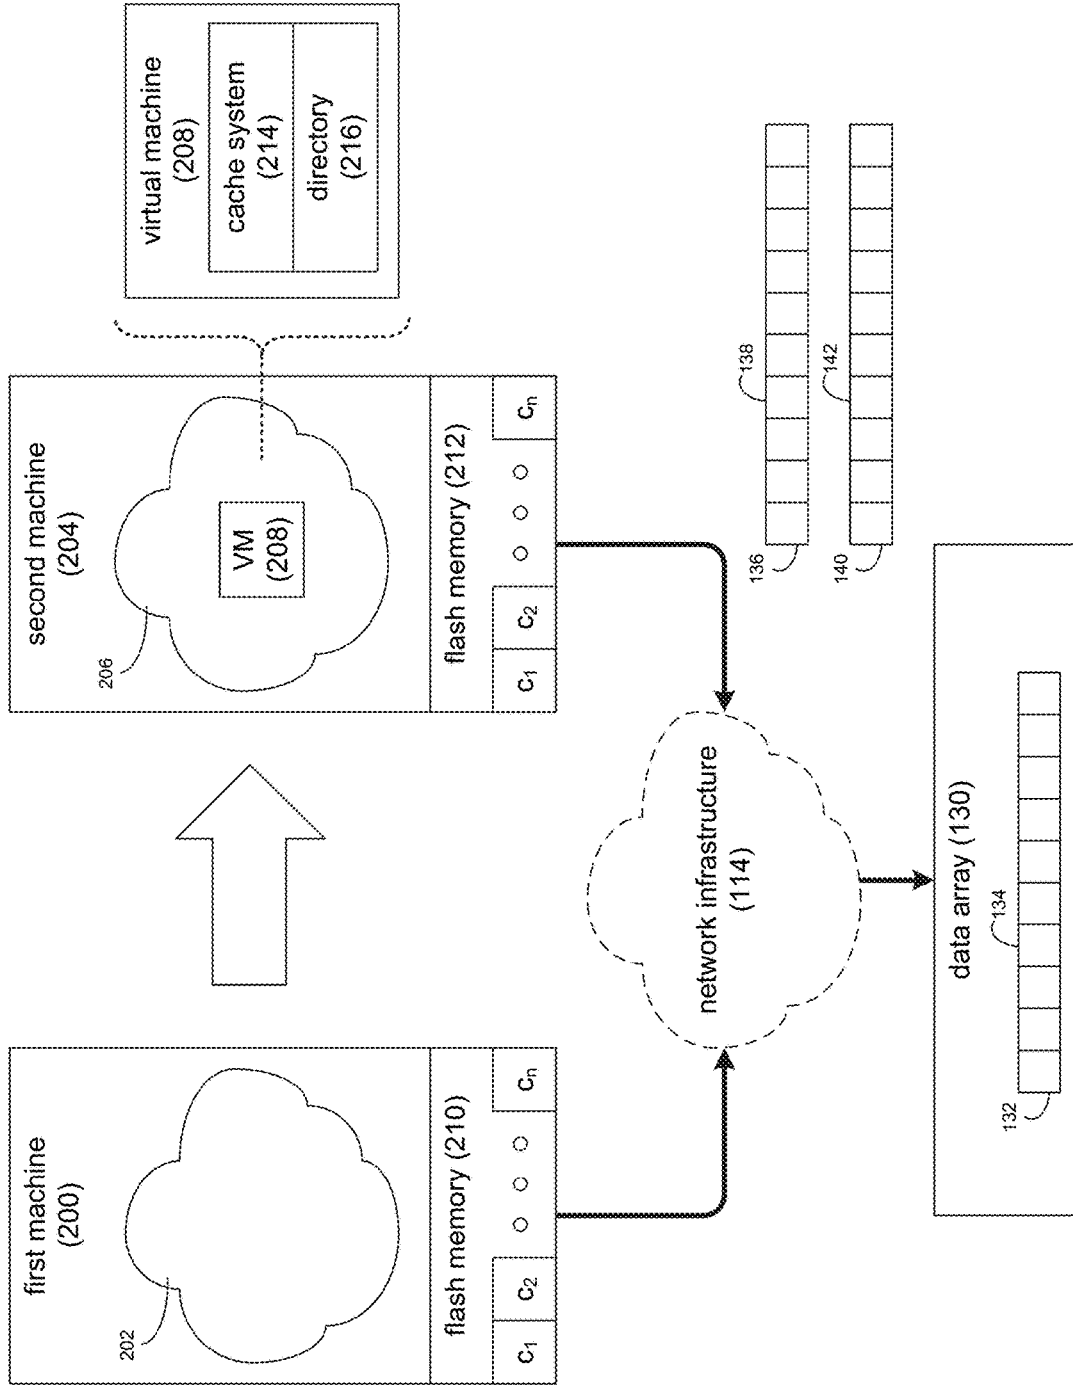 first machine
(200)
202
flash memory (210)
C1
C2
Cn
second machine
(204)
206
VM
(208)
flash memory (212)
C1
C2
Cn
virtual machine
(208)
cache system
(214)
directory
(216)
network infrastructure
(114)
data array (130)
132
134
136
138
140
142